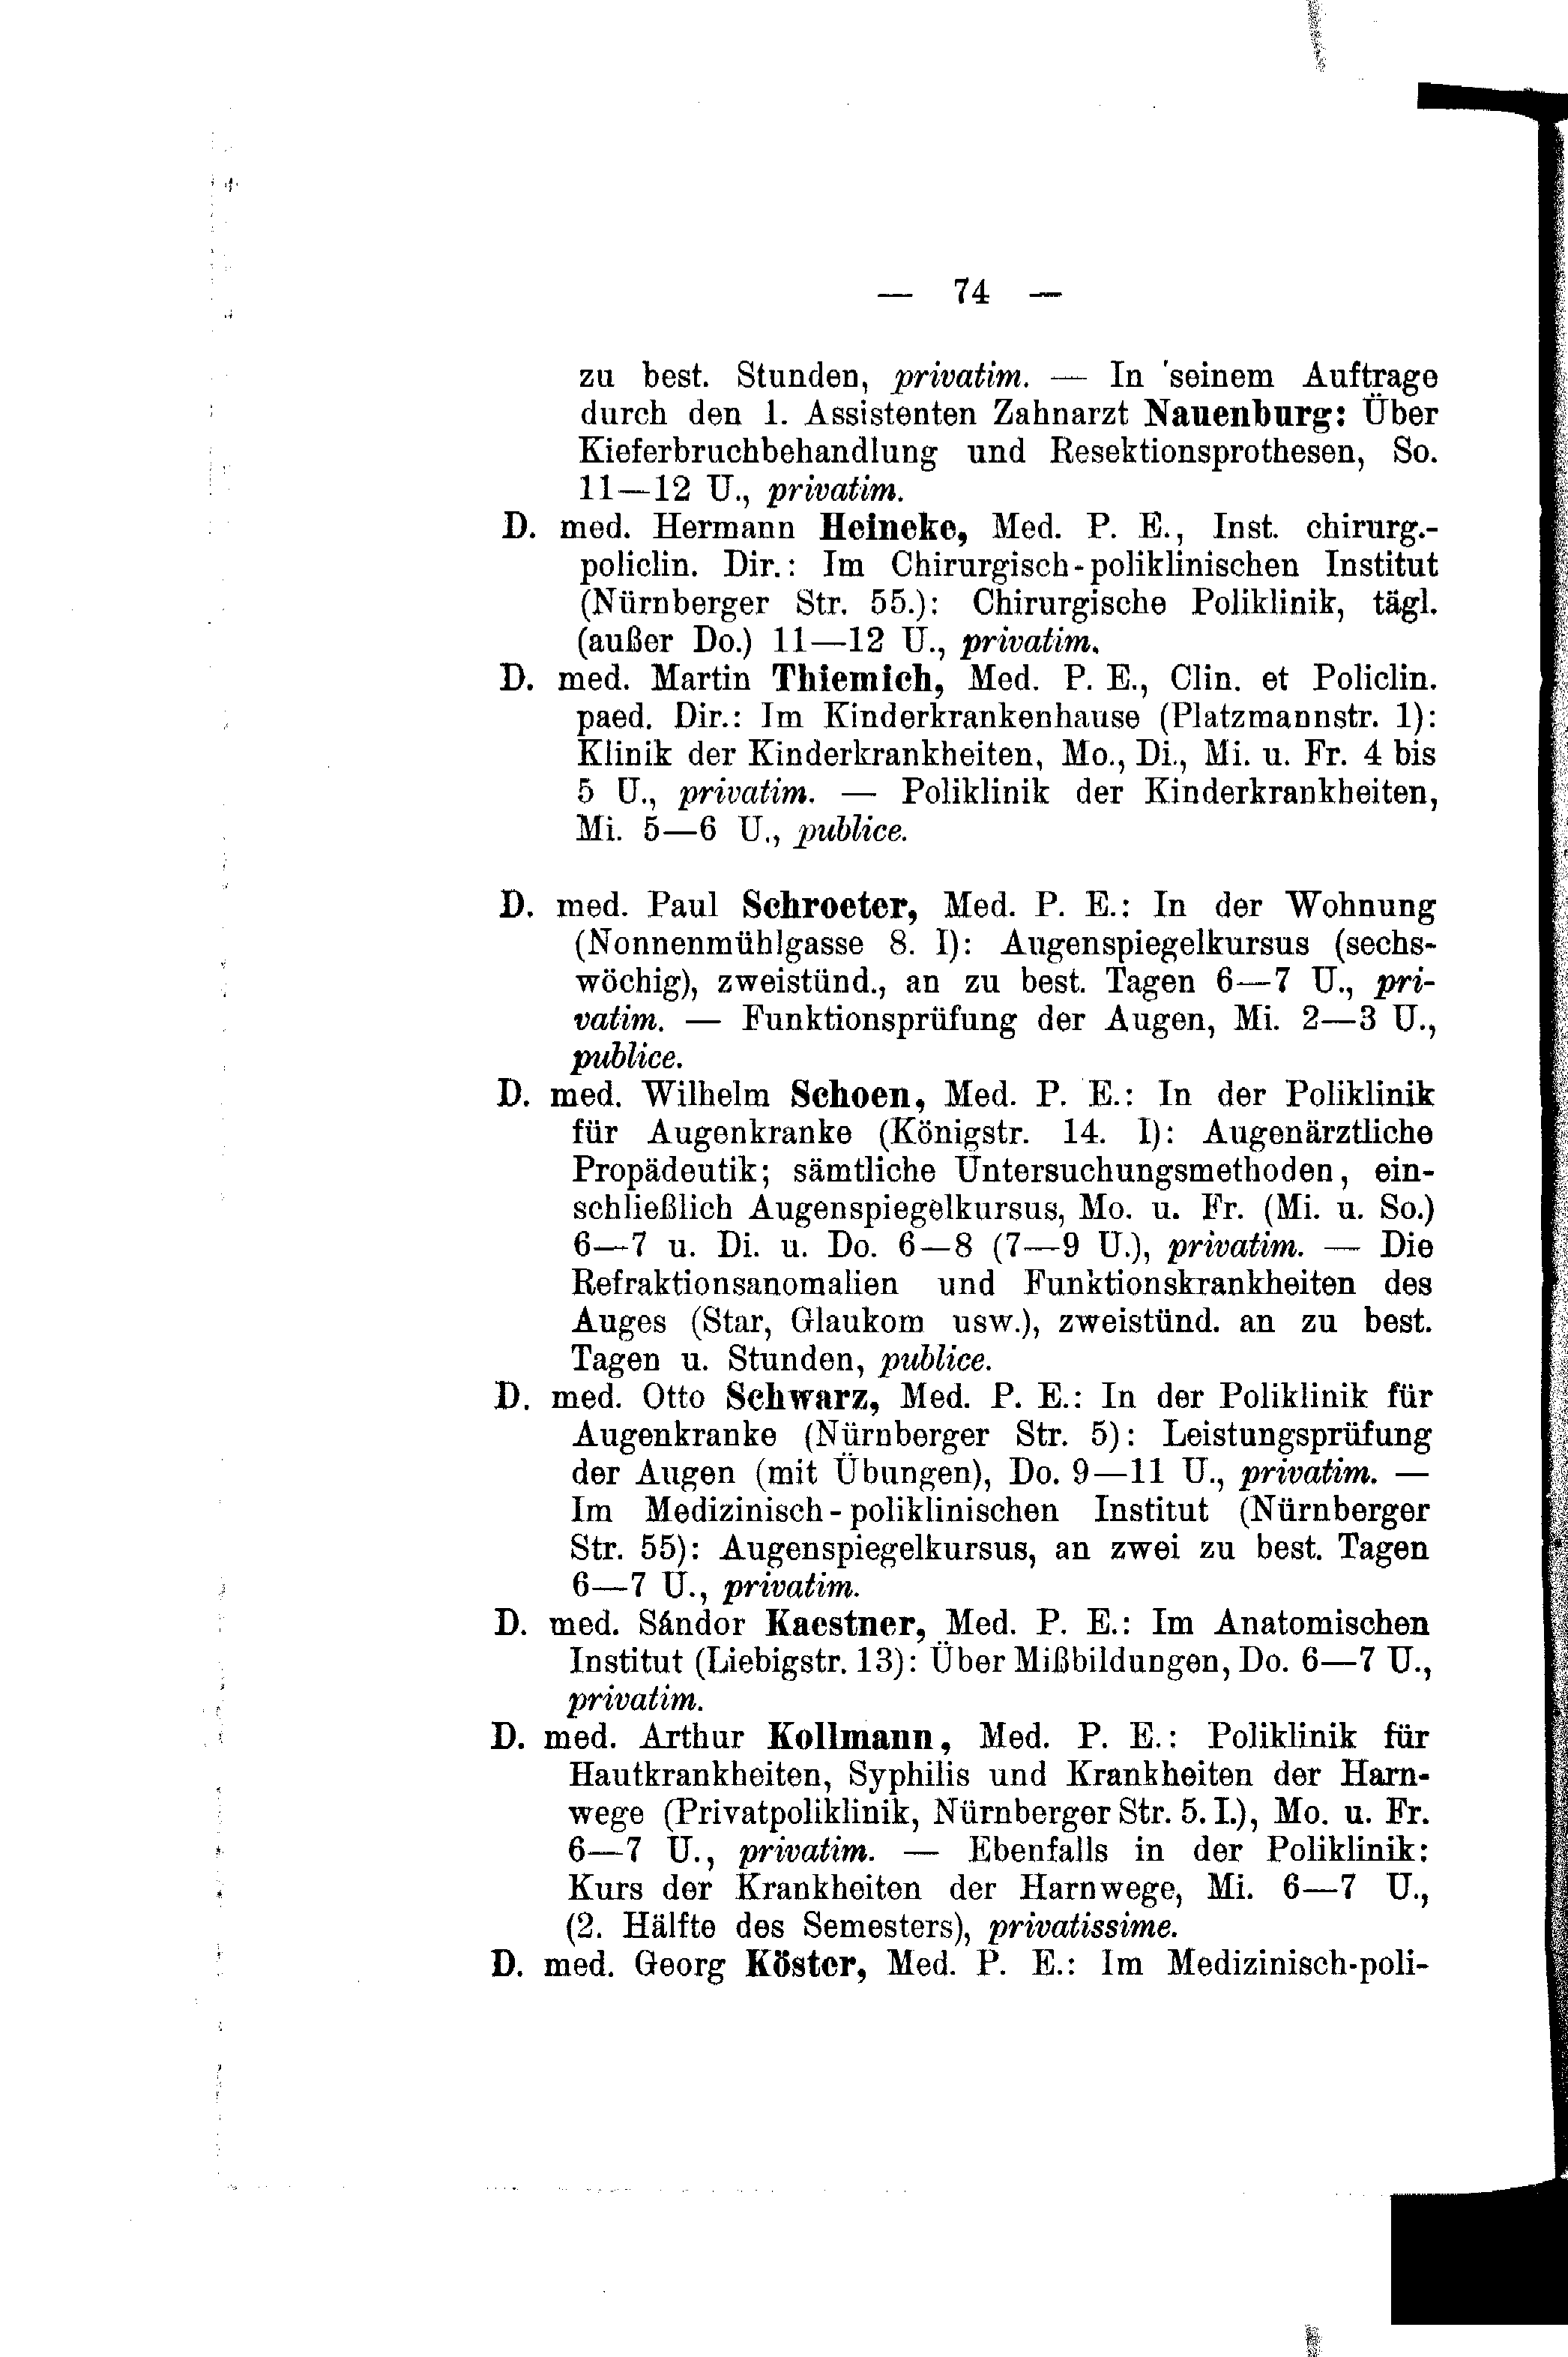 — 74 —
zu best. Stunden, privatim. — In seinem Auftrage
durch den 1. Assistenten Zahnarzt Nauenburg: Über
Kieferbruchbehandlung und Resektionsprothesen, So.
11—12 U., privatim.
D. med. Hermann Heineke, Med. P. E., Inst. chirurg.-
policlin. Dir.: Im Chirurgisch-poliklinischen Institut
(Nürnberger Str. 55.): Chirurgische Poliklinik, tägl.
(außer Do.) 11—12 U., privatim.
D. med. Martin Thiemich, Med. P. E., Clin. et Policlin.
paed. Dir.: Im Kinderkrankenhause (Platzmannstr. 1):
Klinik der Kinderkrankheiten, Mo., Di., Mi. u. Fr. 4 bis
5 U., privatim. — Poliklinik der Kinderkrankheiten,
Mi. 5—6 U., publice.
D. med. Paul Schroeter, Med. P. E.: In der Wohnung
(Nonnenmühlgasse 8. I): Augenspiegelkursus (sechs-
wöchig), zweistünd., an zu best. Tagen 6—7 U., pri-
vatim. — Funktionsprüfung der Augen, Mi. 2—3 U.,
publice.
D. med. Wilhelm Schoen, Med. P. E.: In der Poliklinik
für Augenkranke (Königstr. 14. I): Augenärztliche
Propädeutik; sämtliche Untersuchungsmethoden, ein-
schließlich Augenspiegelkursus, Mo. u. Fr. (Mi. u. So.)
6—7 u. Di. u. Do. 6—8 (7—9 U.), privatim. — Die
Refraktionsanomalien und Funktionskrankheiten des
Auges (Star, Glaukom usw.), zweistünd. an zu best.
Tagen u. Stunden, publice.
D. med. Otto Schwarz, Med. P. E.: In der Poliklinik für
Augenkranke (Nürnberger Str. 5): Leistungsprüfung
der Augen (mit Übungen), Do. 9—11 U., privatim. —
Im Medizinisch-poliklinischen Institut (Nürnberger
Str. 55): Augenspiegelkursus, an zwei zu best. Tagen
6—7 U., privatim.
D. med. Sándor Kaestner, Med. P. E.: Im Anatomischen
Institut (Liebigstr. 13): Über Mißbildungen, Do. 6—7 U.,
privatim.
D. med. Arthur Kollmann, Med. P. E.: Poliklinik für
Hautkrankheiten, Syphilis und Krankheiten der Harn-
wege (Privatpoliklinik, Nürnberger Str. 5. I.), Mo. u. Fr.
6—7 U., privatim. — Ebenfalls in der Poliklinik:
Kurs der Krankheiten der Harnwege, Mi. 6—7 U.,
(2. Hälfte des Semesters), privatissime.
D. med. Georg Köster, Med. P. E.: Im Medizinisch-poli-